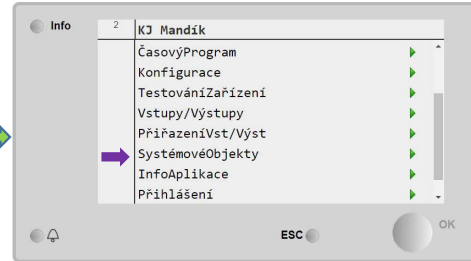 Info
2 KJ Mandík
ČasovýProgram
Konfigurace
TestováníZařízení
Vstupy/Výstupy
PřiřazeníVst/Výst
SystémovéObjekty
InfoAplikace
Přihlášení
ESC
OK